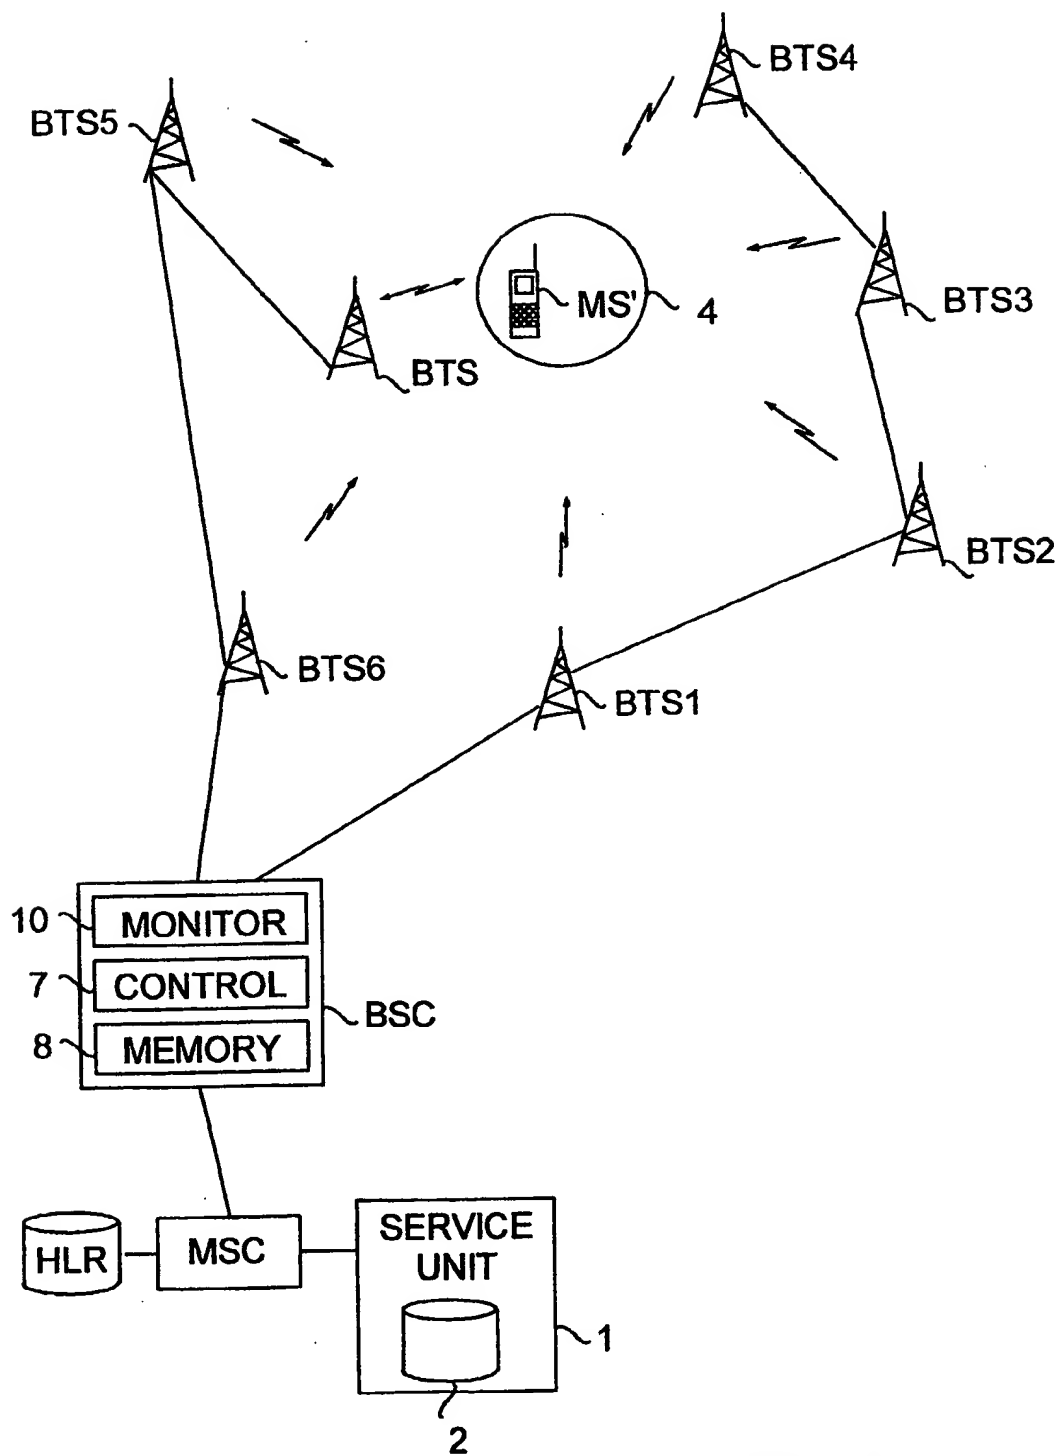 BTS4
BTS5
MS'
4
BTS3
BTS
BTS2
BTS6
BTS1
10
MONITOR
7
CONTROL
BSC
8
MEMORY
HLR
MSC
SERVICE
UNIT
1
2